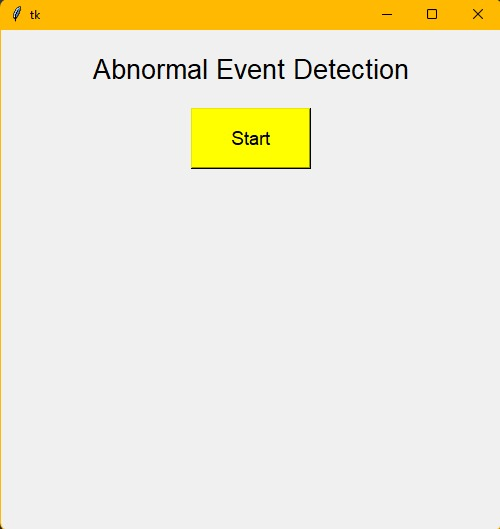 tk
Abnormal Event Detection
Start